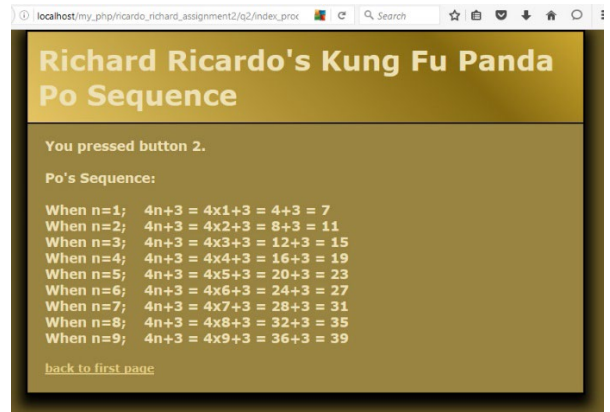 localhost/my_php/ricardo_richard_assignment2/q2/index_proc
Search
Richard Ricardo's Kung Fu Panda
Po Sequence
You pressed button 2.
Po's Sequence:
When n=1; 4n+3 = 4x1+3 = 4+3 = 7
When n=2; 4n+3 = 4x2+3 = 8+3 = 11
When n=3; 4n+3 = 4x3+3 = 12+3 = 15
When n=4; 4n+3 = 4x4+3 = 16+3 = 19
When n=5; 4n+3 = 4x5+3 = 20+3 = 23
When n=6; 4n+3 = 4x6+3 = 24+3 = 27
When n=7; 4n+3 = 4x7+3 = 28+3 = 31
When n=8; 4n+3 = 4x8+3 = 32+3 = 35
When n=9; 4n+3 = 4x9+3 = 36+3 = 39
back to first page